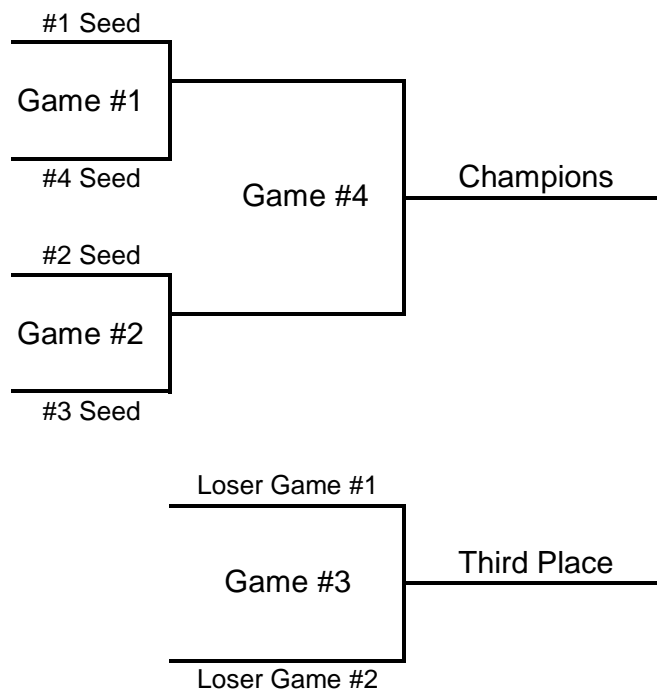 #1 Seed
Game #1
#4 Seed
Game #4
Champions
#2 Seed
Game #2
#3 Seed
Loser Game #1
Game #3
Third Place
Loser Game #2